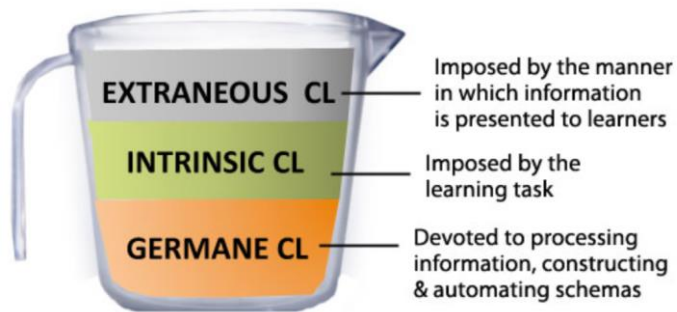 EXTRANEOUS CL
Imposed by the manner
in which information
is presented to learners
INTRINSIC CL
Imposed by the
learning task
GERMANE CL
Devoted to processing
information, constructing
& automating schemas